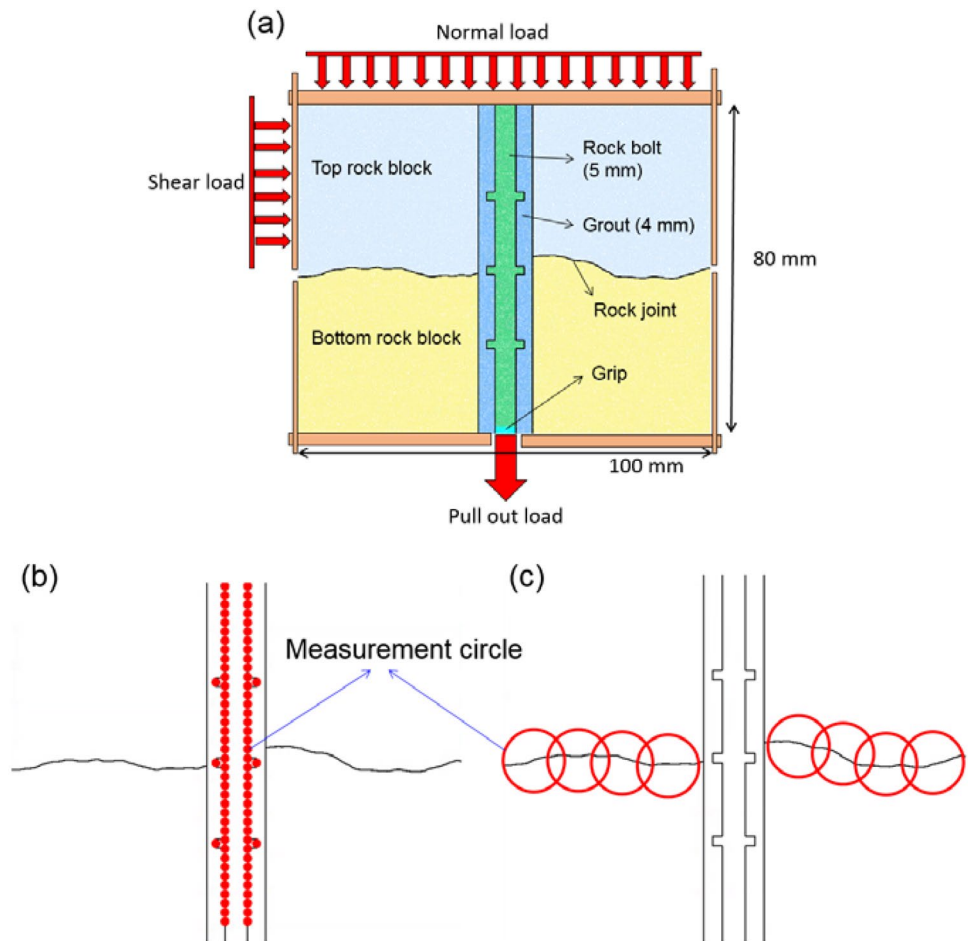 (a)
Normal load
Shear load
Top rock block
Rock bolt
(5 mm)
Grout (4 mm)
80 mm
Rock joint
Bottom rock block
Grip
100 mm
Pull out load
(b)
(c)
Measurement circle